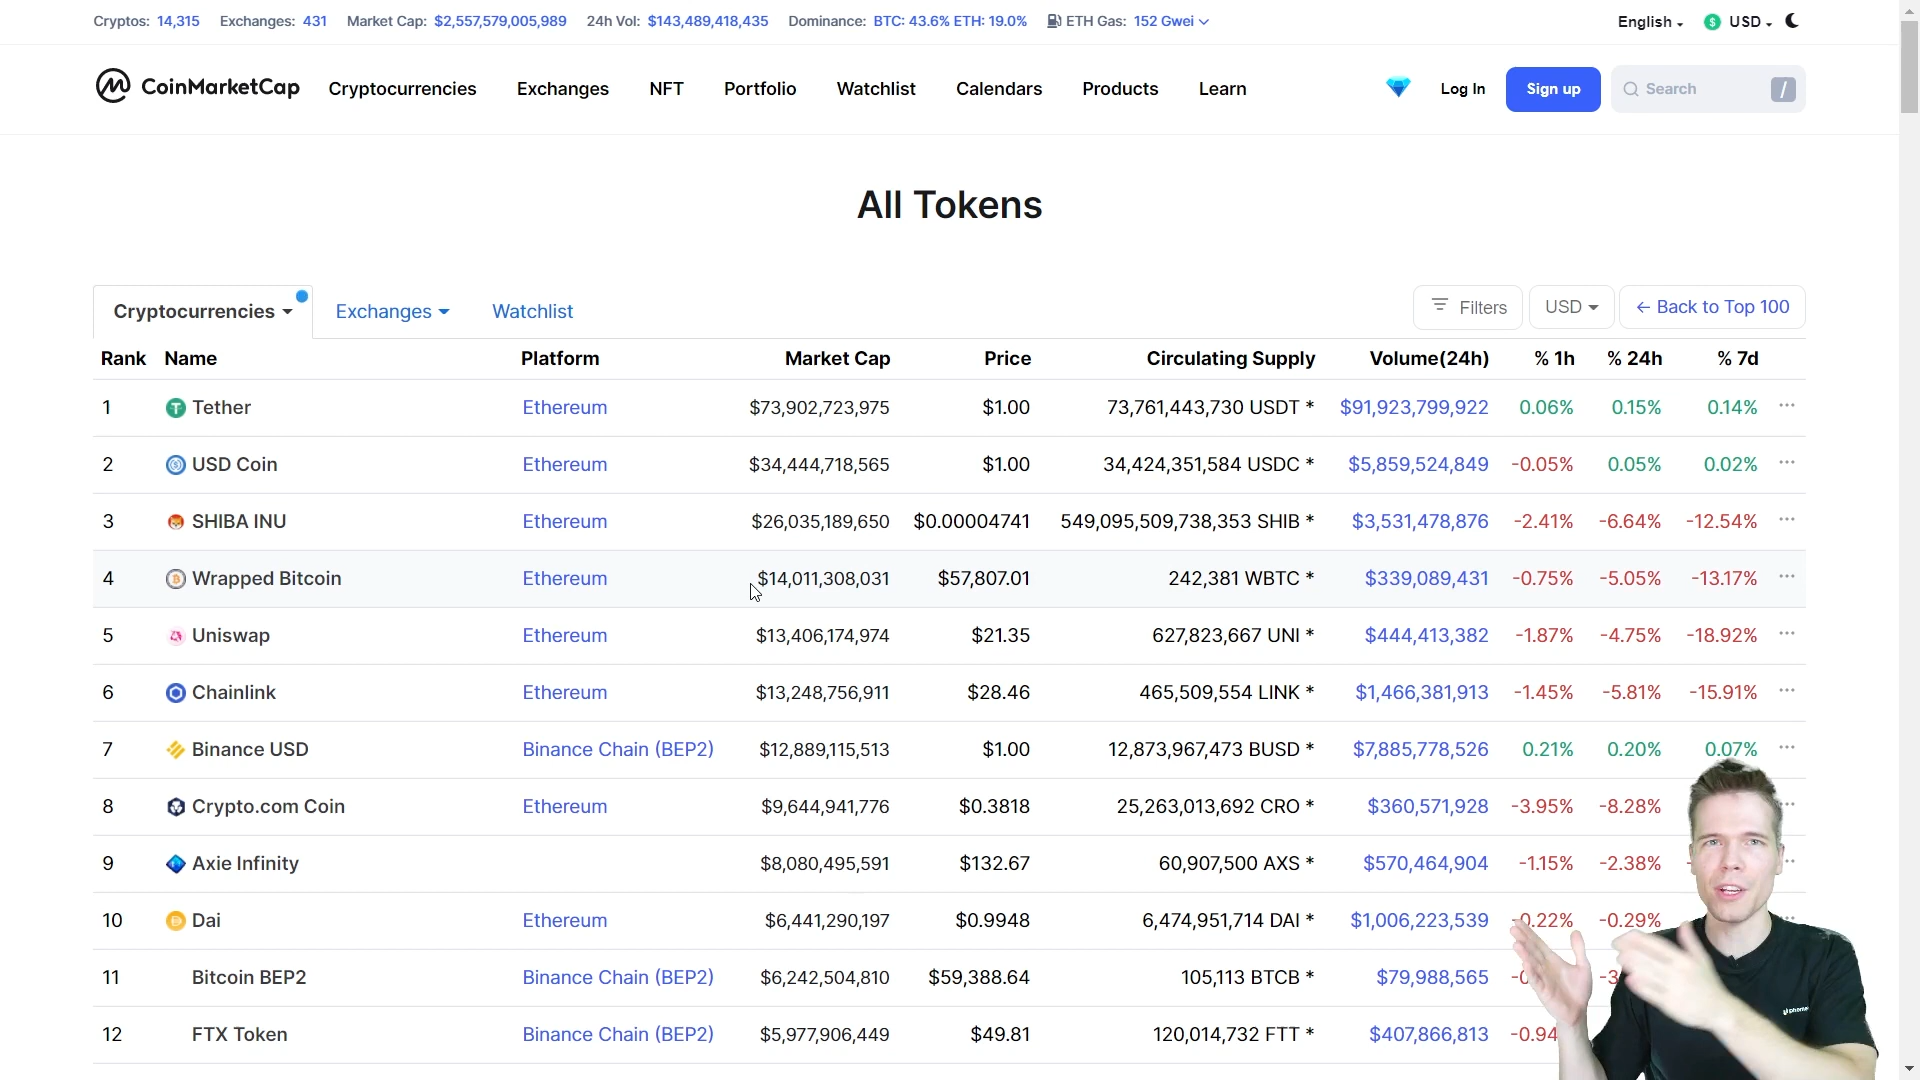 Cryptos: 14,315 Exchanges: 431 Market Cap: $2,557,579,005,989 24h Vol: $143,489,418,435 Dominance: BTC: 43.6% ETH: 19.0% ETH Gas: 152 Gwei English USD
CoinMarketCap Cryptocurrencies Exchanges NFT Portfolio Watchlist Calendars Products Learn Log In Sign up Search /
All Tokens
Cryptocurrencies Exchanges Watchlist Filters USD ← Back to Top 100
Rank Name Platform Market Cap Price Circulating Supply Volume(24h) % 1h % 24h % 7d
1 Tether Ethereum $73,902,723,975 $1.00 73,761,443,730 USDT * $91,923,799,922 0.06% 0.15% 0.14% ...
2 USD Coin Ethereum $34,444,718,565 $1.00 34,424,351,584 USDC * $5,859,524,849 -0.05% 0.05% 0.02% ...
3 SHIBA INU Ethereum $26,035,189,650 $0.00004741 549,095,509,738,353 SHIB * $3,531,478,876 -2.41% -6.64% -12.54% ...
4 Wrapped Bitcoin Ethereum $14,011,308,031 $57,807.01 242,381 WBTC * $339,089,431 -0.75% -5.05% -13.17% ...
5 Uniswap Ethereum $13,406,174,974 $21.35 627,823,667 UNI * $444,413,382 -1.87% -4.75% -18.92% ...
6 Chainlink Ethereum $13,248,756,911 $28.46 465,509,554 LINK * $1,466,381,913 -1.45% -5.81% -15.91% ...
7 Binance USD Binance Chain (BEP2) $12,889,115,513 $1.00 12,873,967,473 BUSD * $7,885,778,526 0.21% 0.20% 0.07% ...
8 Crypto.com Coin Ethereum $9,644,941,776 $0.3818 25,263,013,692 CRO * $360,571,928 -3.95% -8.28%
9 Axie Infinity $8,080,495,591 $132.67 60,907,500 AXS * $570,464,904 -1.15% -2.38%
10 Dai Ethereum $6,441,290,197 $0.9948 6,474,951,714 DAI * $1,006,223,539 -0.22% -0.29%
11 Bitcoin BEP2 Binance Chain (BEP2) $6,242,504,810 $59,388.64 105,113 BTCB * $79,988,565
12 FTX Token Binance Chain (BEP2) $5,977,906,449 $49.81 120,014,732 FTT * $407,866,813 -0.94